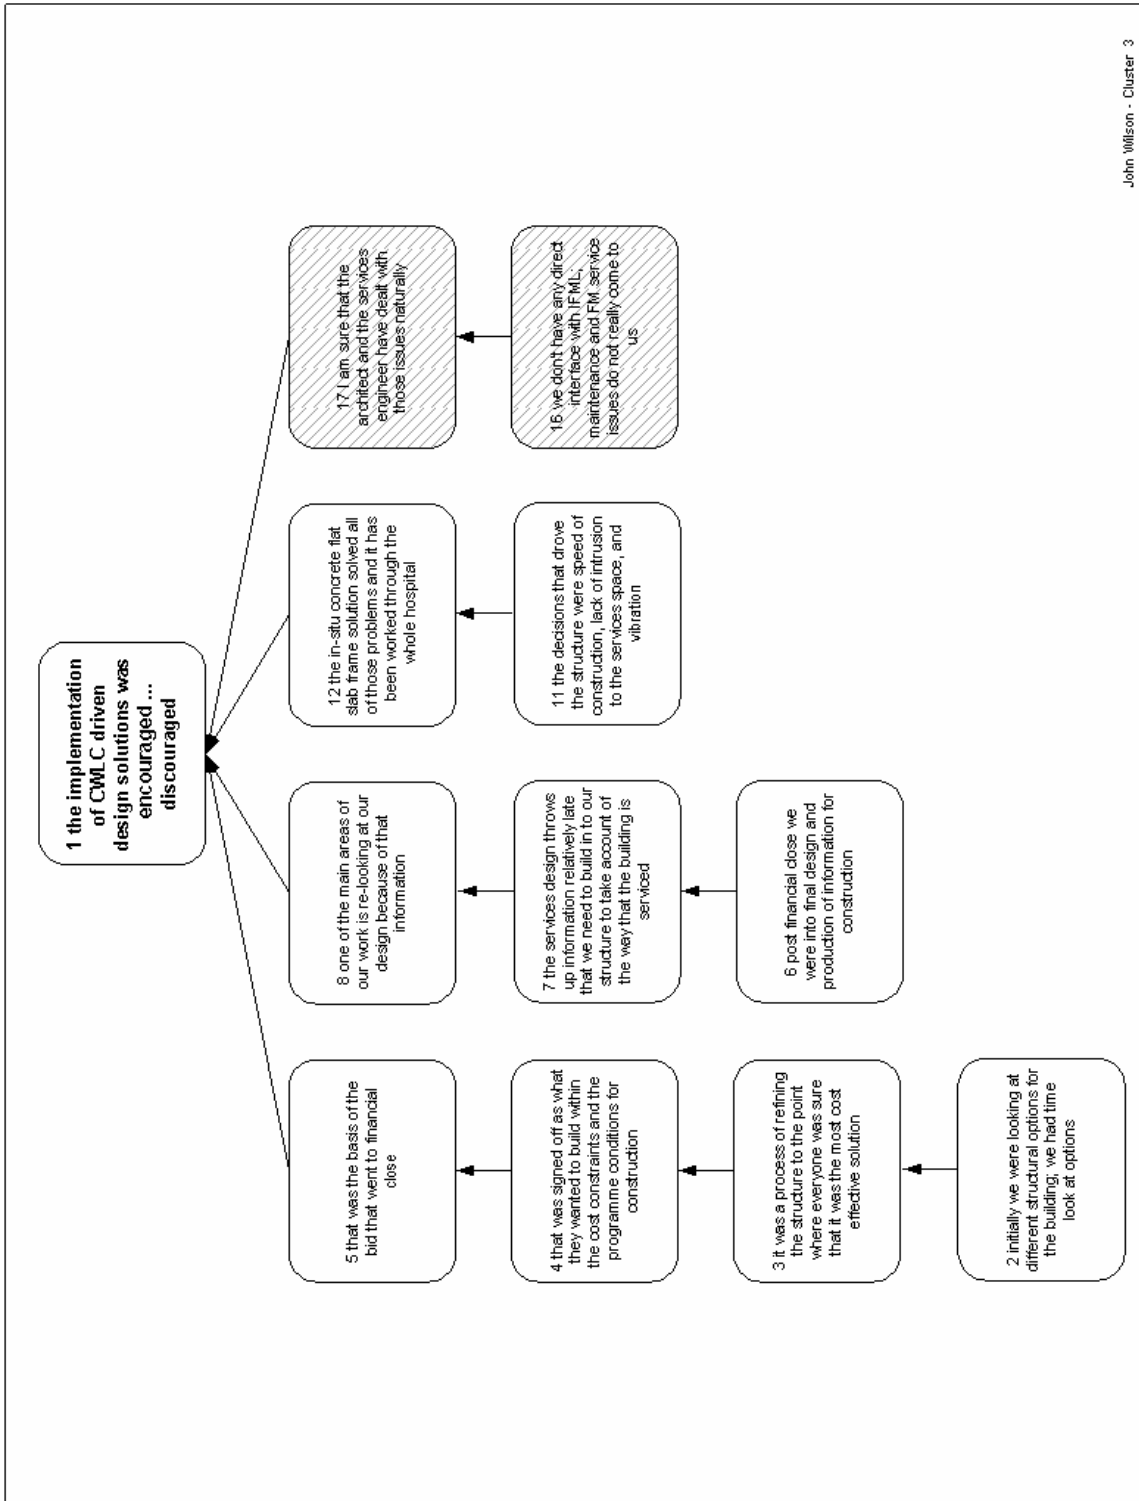 1 the implementation
of CWLC driven
design solutions was
encouraged ...
discouraged
5 that was the basis of the
bid that went to financial
close
8 one of the main areas of
our work is re-looking at our
design because of that
information
12 the in-situ concrete flat
slab frame solution solved all
of those problems and it has
been worked through the
whole hospital
17 I am sure that the
architect and the services
engineer have dealt with
those issues naturally
4 that was signed off as what
they wanted to build within
the cost constraints and the
programme conditions for
construction
7 the services design throws
up information relatively late
that we need to build in to our
structure to take account of
the way that the building is
serviced
11 the decisions that drove
the structure were speed of
construction, lack of intrusion
to the services space, and
vibration
16 we don't have any direct
interface with IFML;
maintenance and FM service
issues do not really come to
us
3 it was a process of refining
the structure to the point
where everyone was sure
that it was the most cost
effective solution
6 post financial close we
were into final design and
production of information for
construction
2 initially we were looking at
different structural options for
the building; we had time
look at options
John Wilson - Cluster 3